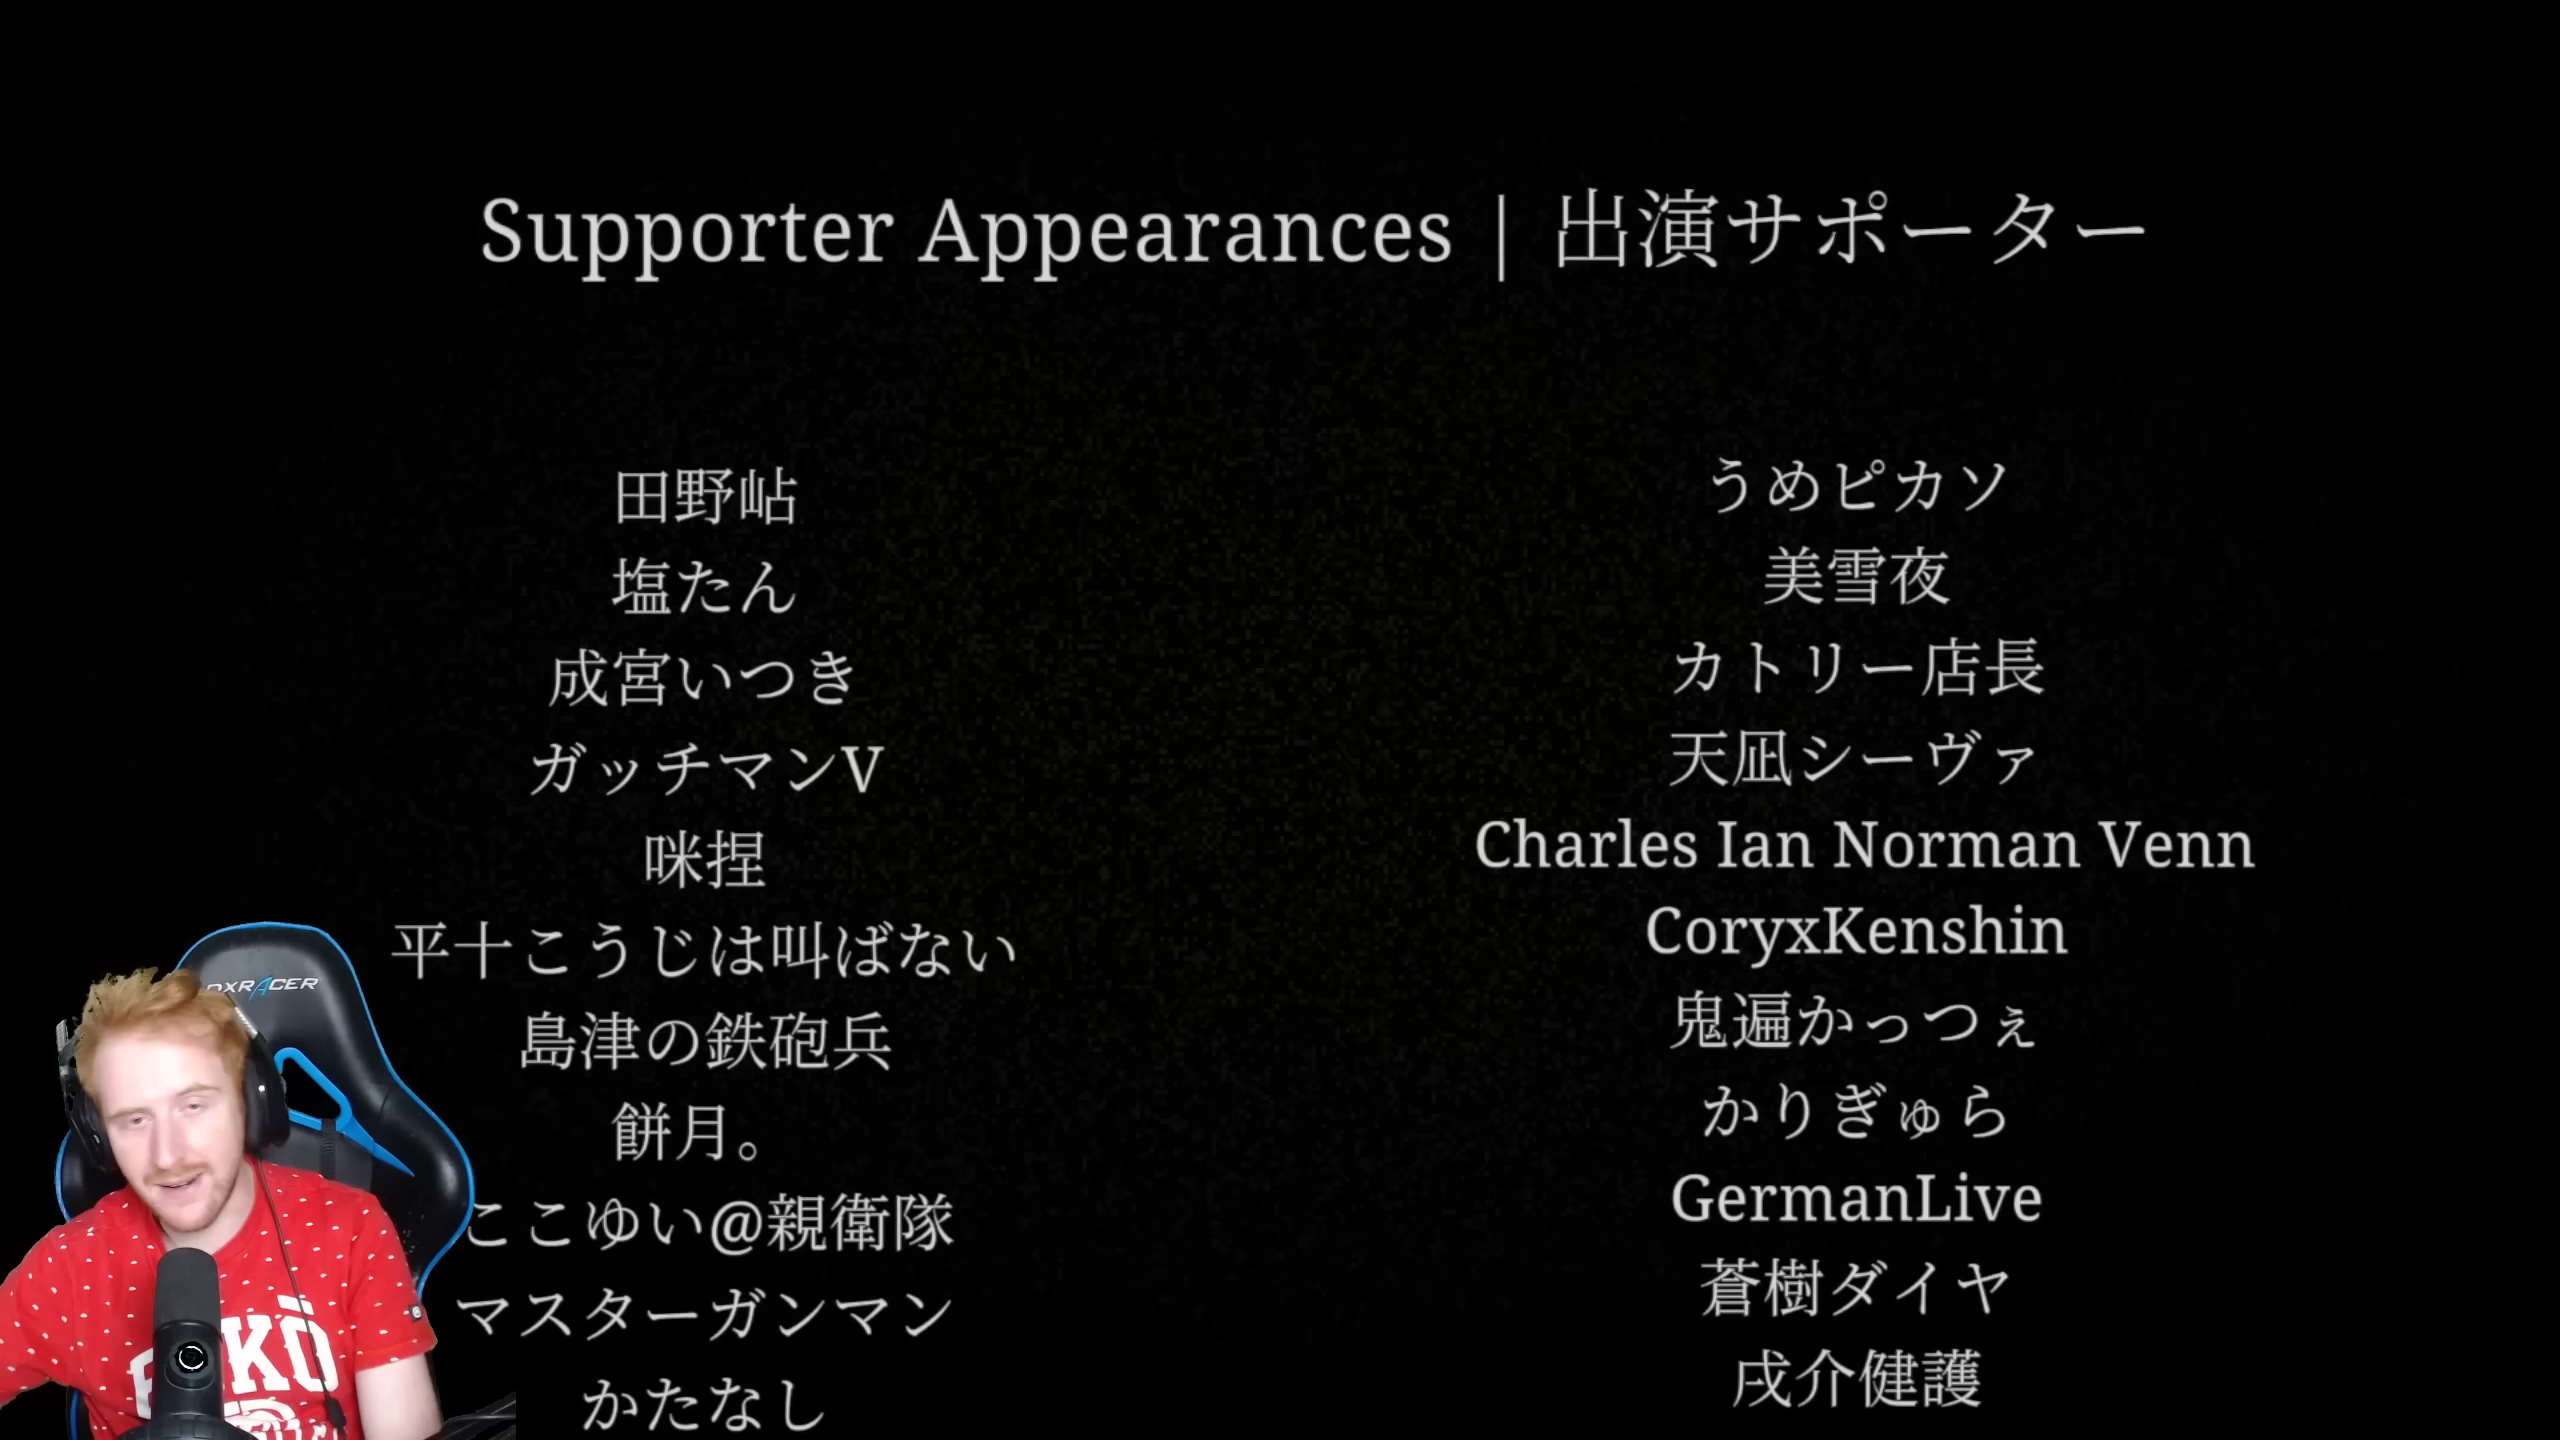 Supporter Appearances | 出演サポーター
田野岾
塩たん
成宮いつき
ガッチマンV
咪捏
平十こうじは叫ばない
島津の鉄砲兵
餅月。
ここゆい@親衛隊
マスターガンマン
かたなし
うめピカソ
美雪夜
カトリー店長
天凪シーヴァ
Charles Ian Norman Venn
CoryxKenshin
鬼遍かっつぇ
かりぎゅら
GermanLive
蒼樹ダイヤ
戌介健護
DXRACER